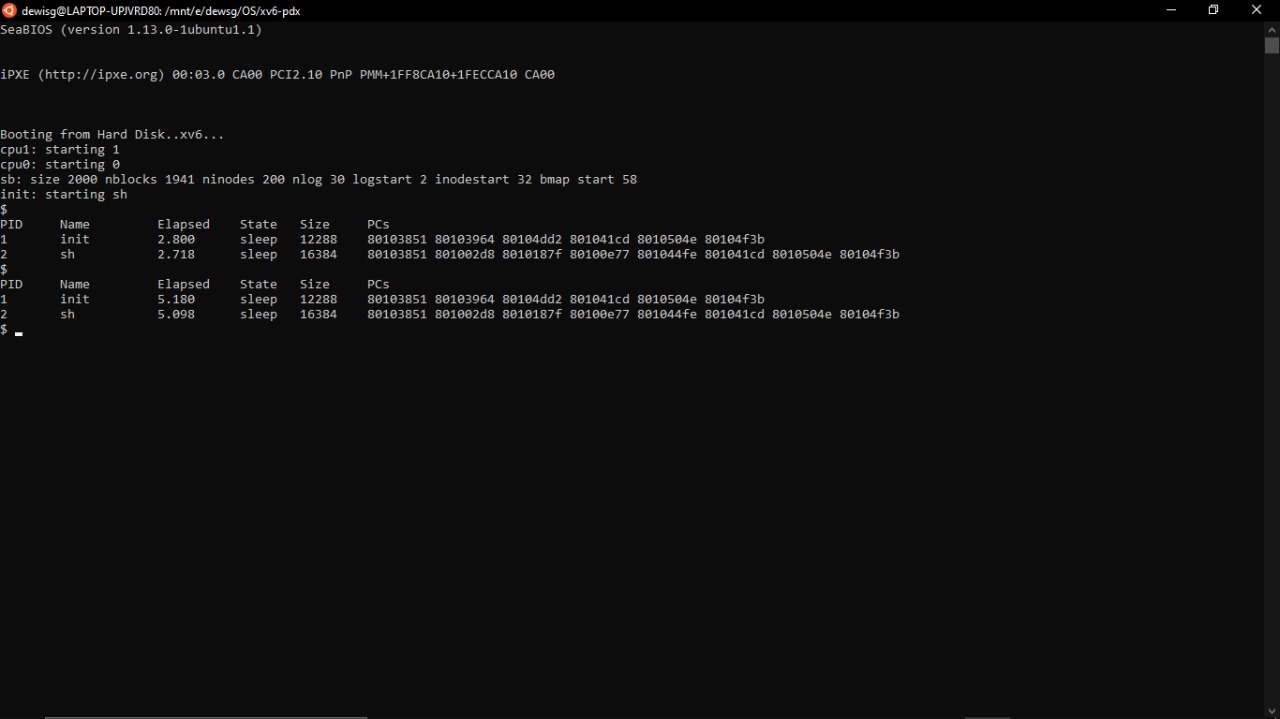 dewisg@LAPTOP-UPJVRD80: /mnt/e/dewsg/OS/xv6-pdx
SeaBIOS (version 1.13.0-1ubuntu1.1)
iPXE (http://ipxe.org) 00:03.0 CA00 PCI2.10 PnP PMM+1FF8CA10+1FECCA10 CA00
Booting from Hard Disk..xv6...
cpu1: starting 1
cpu0: starting 0
sb: size 2000 nblocks 1941 ninodes 200 nlog 30 logstart 2 inodestart 32 bmap start 58
init: starting sh
$
PID Name Elapsed State Size PCs
1 init 2.800 sleep 12288 80103851 80103964 80104dd2 801041cd 8010504e 80104f3b
2 sh 2.718 sleep 16384 80103851 801002d8 8010187f 80100e77 801044fe 801041cd 8010504e 80104f3b
$
PID Name Elapsed State Size PCs
1 init 5.180 sleep 12288 80103851 80103964 80104dd2 801041cd 8010504e 80104f3b
2 sh 5.098 sleep 16384 80103851 801002d8 8010187f 80100e77 801044fe 801041cd 8010504e 80104f3b
$